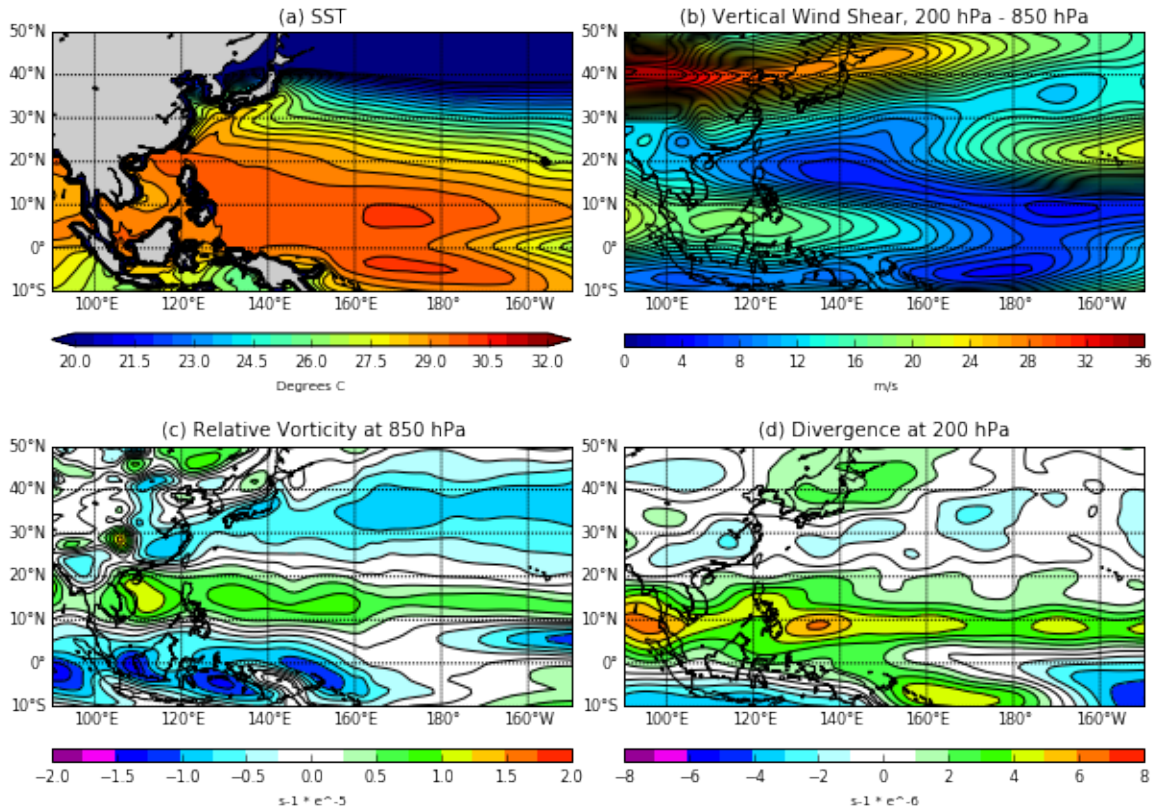 (a) SST
50°N
40°N
30°N
20°N
10°N
0°
10°S
100°E 120°E 140°E 160°E 180° 160°W
20.0 21.5 23.0 24.5 26.0 27.5 29.0 30.5 32.0
Degrees C
(b) Vertical Wind Shear, 200 hPa - 850 hPa
50°N
40°N
30°N
20°N
10°N
0°
10°S
100°E 120°E 140°E 160°E 180° 160°W
0 4 8 12 16 20 24 28 32 36
m/s
(c) Relative Vorticity at 850 hPa
50°N
40°N
30°N
20°N
10°N
0°
10°S
100°E 120°E 140°E 160°E 180° 160°W
−2.0 −1.5 −1.0 −0.5 0.0 0.5 1.0 1.5 2.0
s-1 * e^-5
(d) Divergence at 200 hPa
50°N
40°N
30°N
20°N
10°N
0°
10°S
100°E 120°E 140°E 160°E 180° 160°W
−8 −6 −4 −2 0 2 4 6 8
s-1 * e^-6